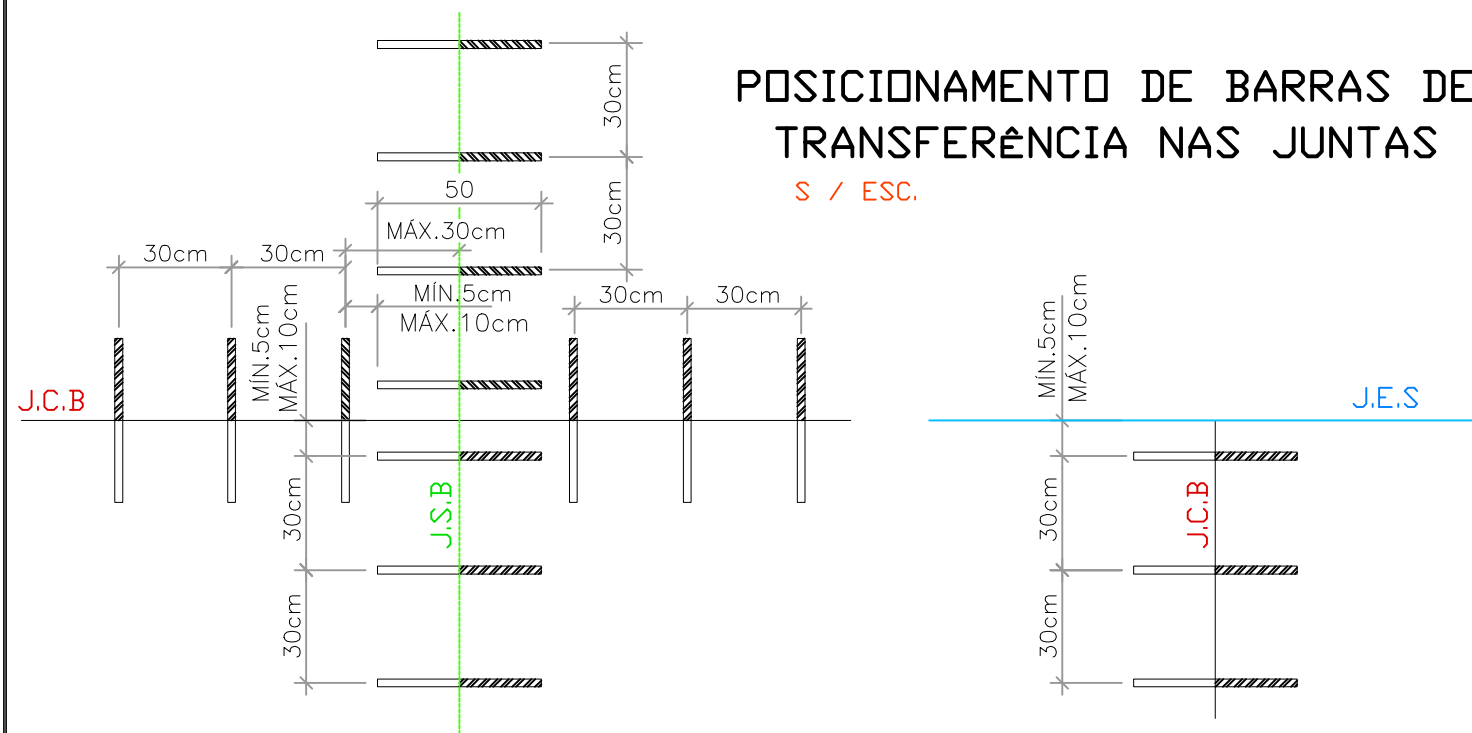 POSICIONAMENTO DE BARRAS DE
TRANSFERÊNCIA NAS JUNTAS
S / ESC.
30cm
30cm
50
MÁX.30cm
30cm
30cm
MÍN.5cm
MÁX.10cm
30cm
30cm
MÍN.5cm
MÁX.10cm
J.C.B
J.S.B
30cm
30cm
MÍN.5cm
MÁX.10cm
J.E.S
J.C.B
30cm
30cm